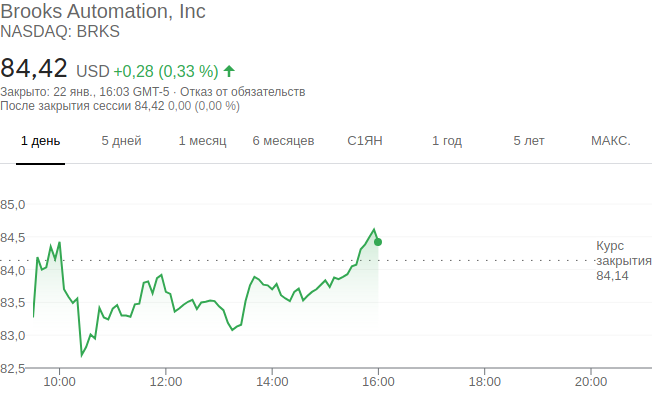 Brooks Automation, Inc
NASDAQ: BRKS
84,42 USD +0,28 (0,33 %)
Закрыто: 22 янв., 16:03 GMT-5 · Отказ от обязательств
После закрытия сессии 84,42 0,00 (0,00 %)
1 день 5 дней 1 месяц 6 месяцев С1ЯН 1 год 5 лет МАКС.
85,0
84,5
84,0
83,5
83,0
82,5
Курс
закрытия
84,14
10:00 12:00 14:00 16:00 18:00 20:00